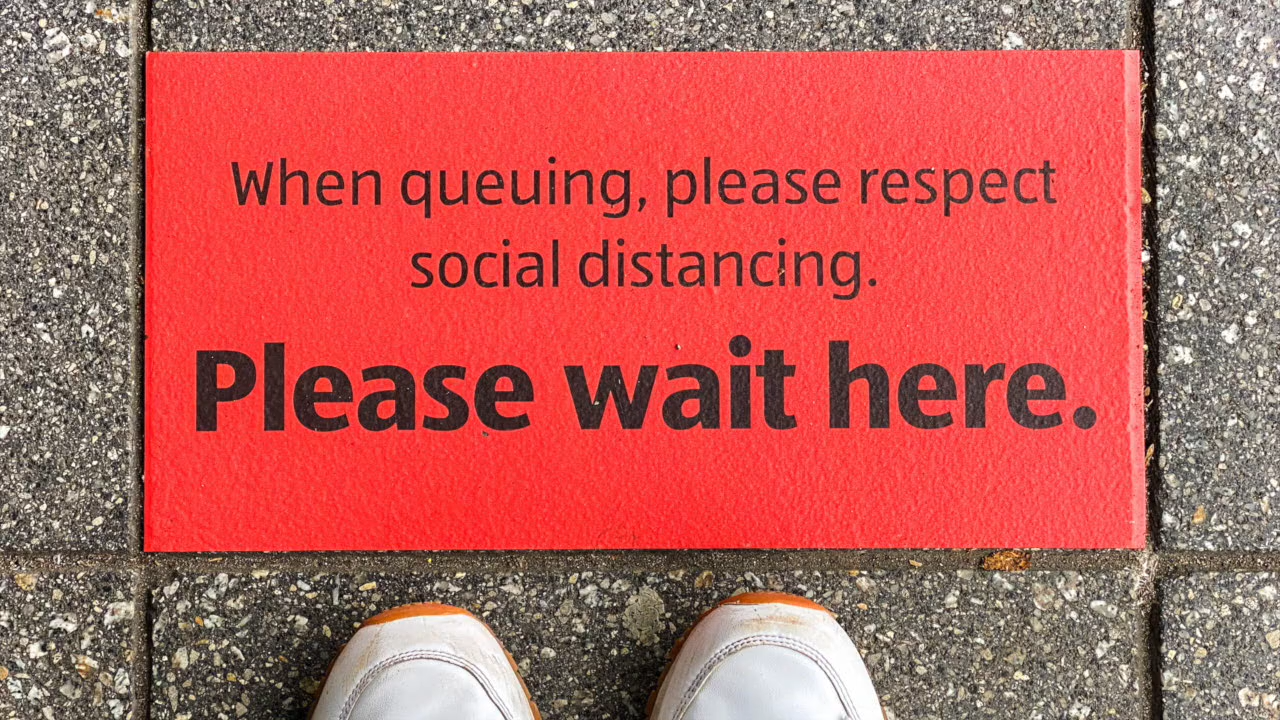 When queuing, please respect
social distancing.
Please wait here.